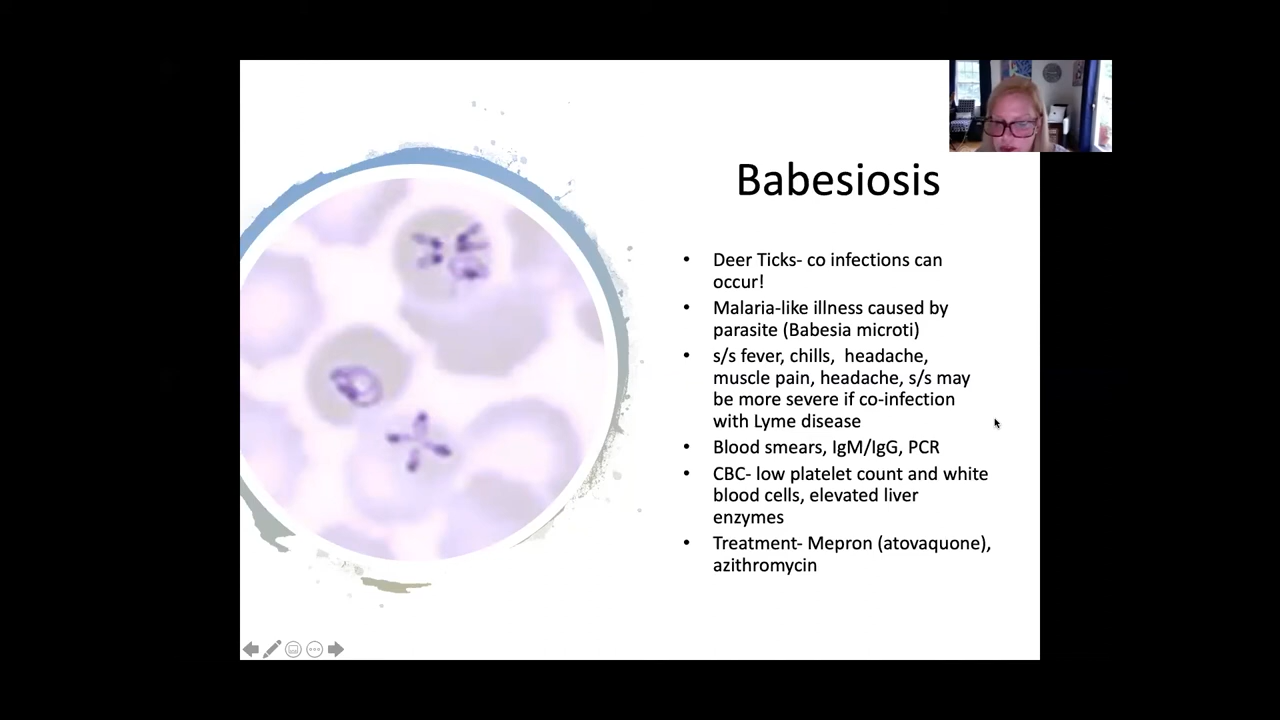 Babesiosis
• Deer Ticks- co infections can
occur!
• Malaria-like illness caused by
parasite (Babesia microti)
• s/s fever, chills,  headache,
muscle pain, headache, s/s may
be more severe if co-infection
with Lyme disease
• Blood smears, IgM/IgG, PCR
• CBC- low platelet count and white
blood cells, elevated liver
enzymes
• Treatment- Mepron (atovaquone),
azithromycin